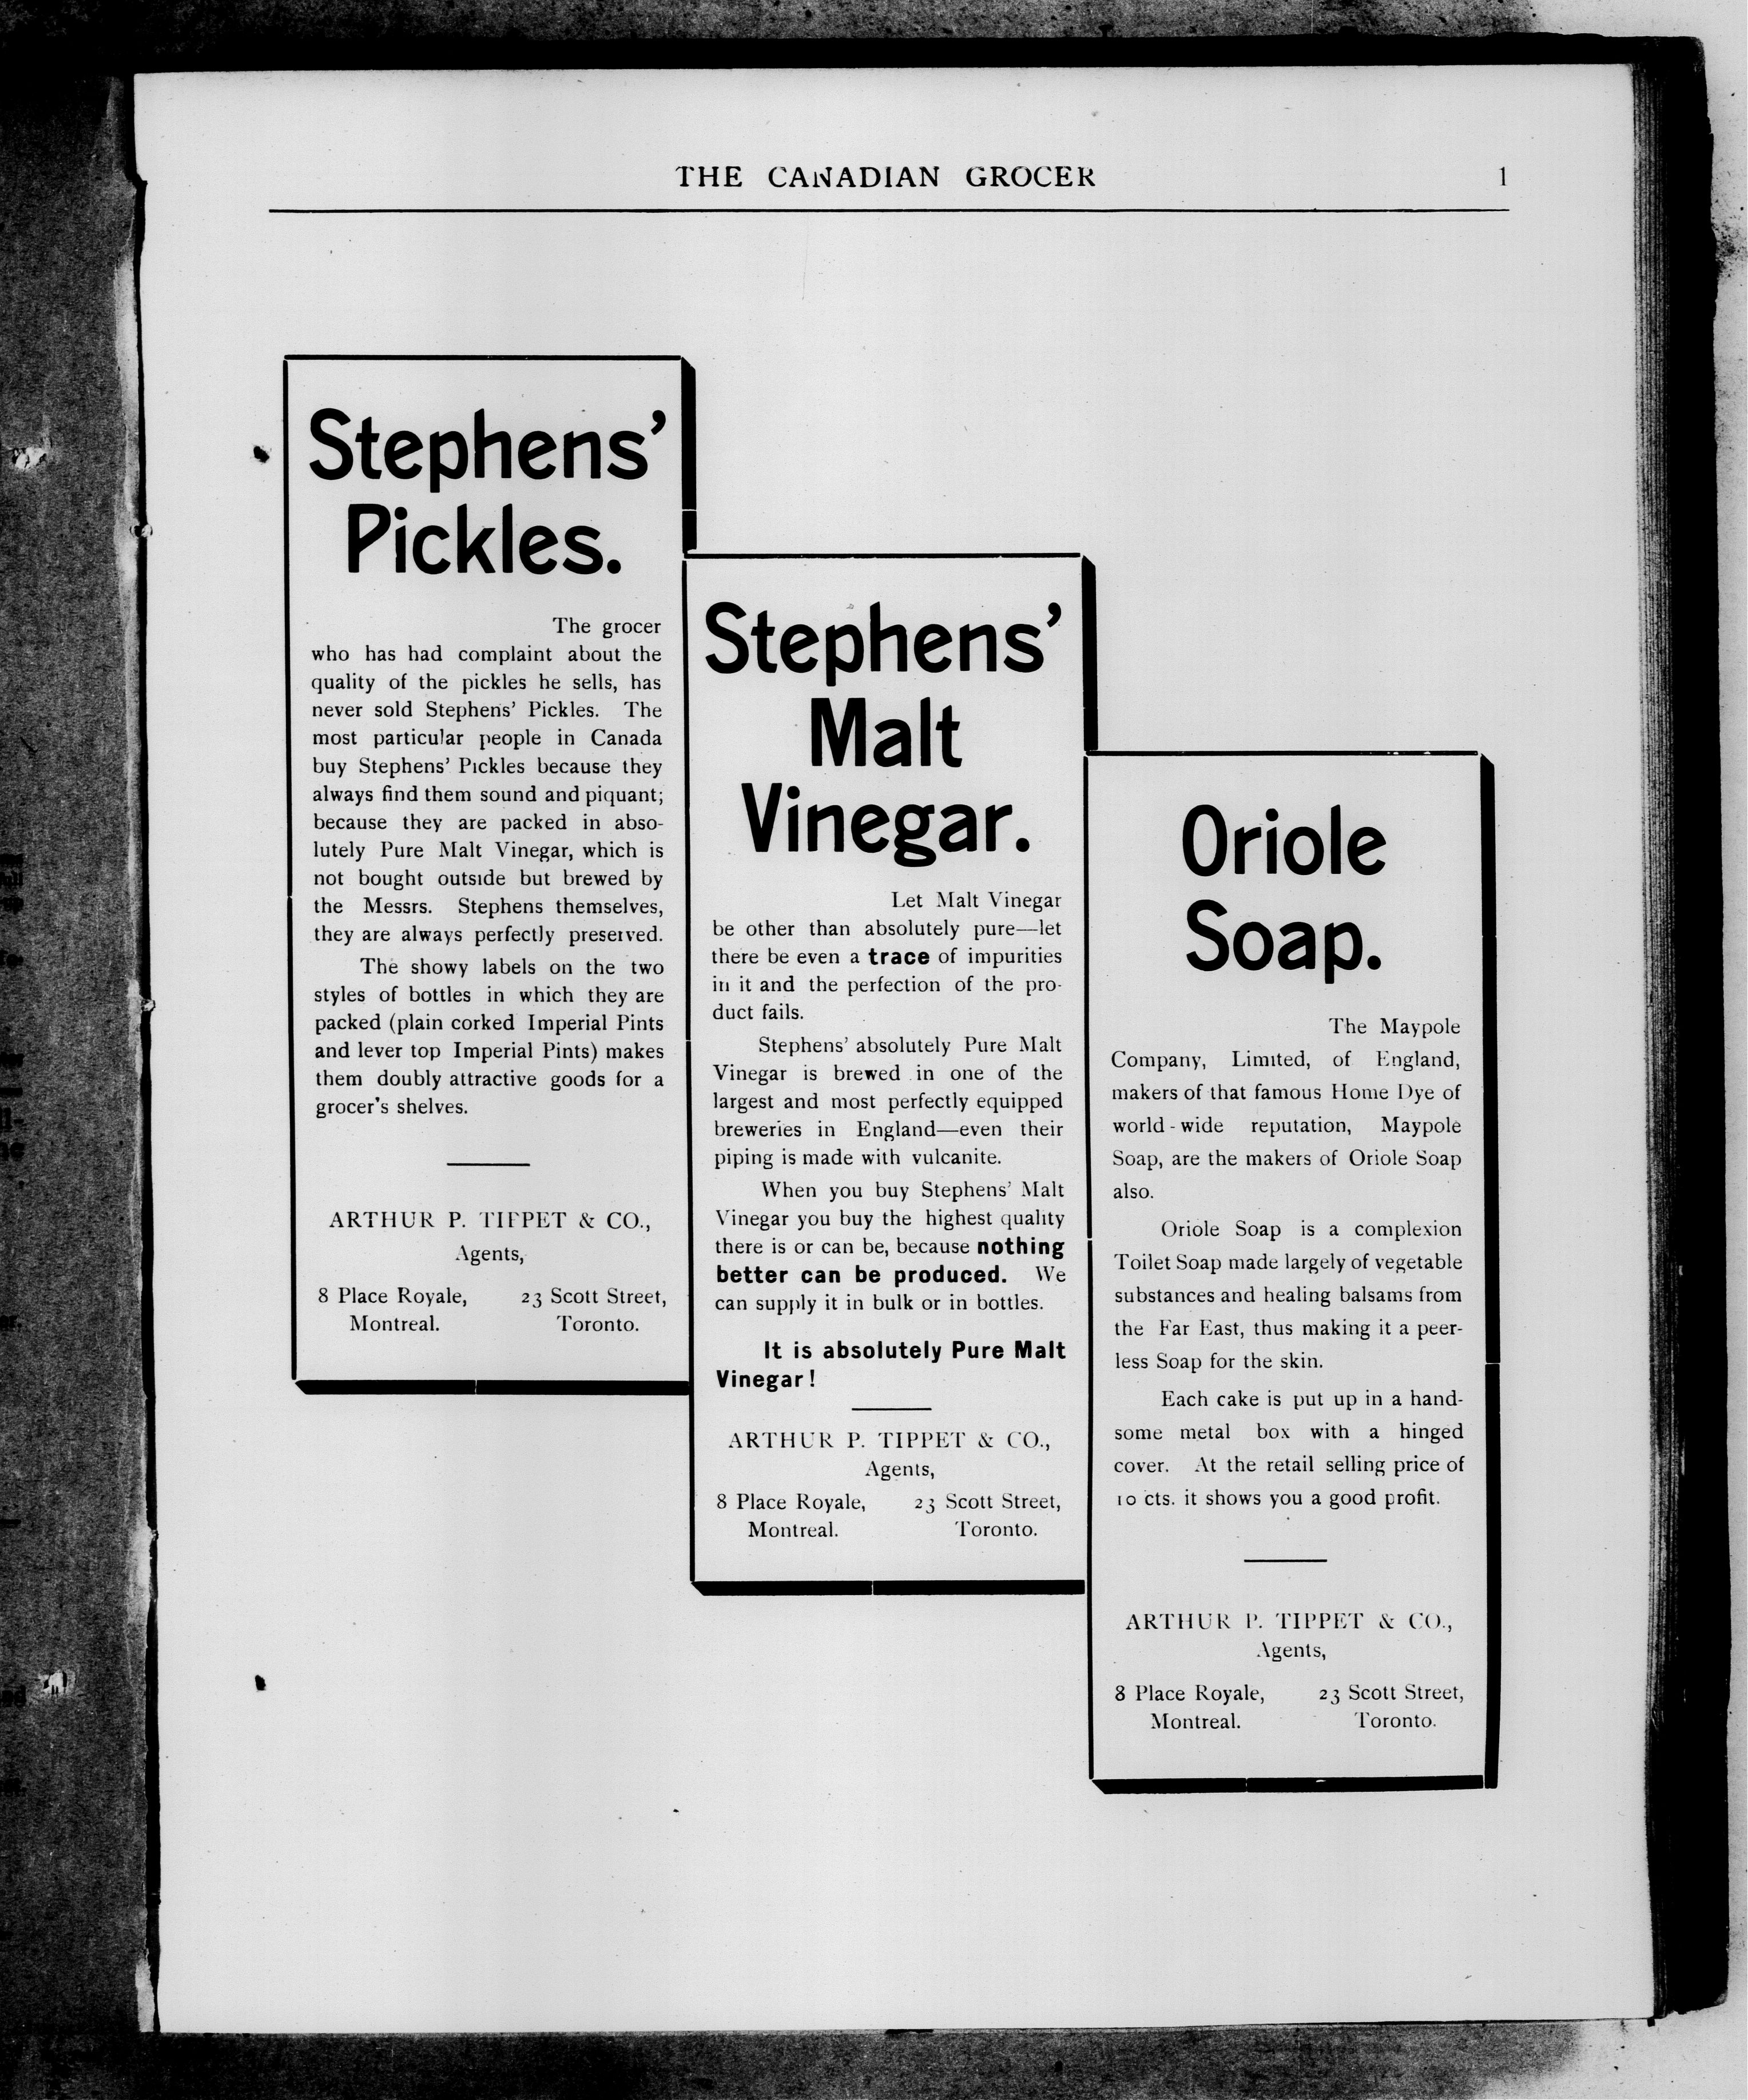 THE CANADIAN GROCER 1
Stephens'
Pickles.
The grocer
who has had complaint about the
quality of the pickles he sells, has
never sold Stephens' Pickles. The
most particular people in Canada
buy Stephens' Pickles because they
always find them sound and piquant;
because they are packed in abso-
lutely Pure Malt Vinegar, which is
not bought outside but brewed by
the Messrs. Stephens themselves,
they are always perfectly preserved.
The showy labels on the two
styles of bottles in which they are
packed (plain corked Imperial Pints
and lever top Imperial Pints) makes
them doubly attractive goods for a
grocer's shelves.
ARTHUR P. TIPPET & CO.,
Agents,
8 Place Royale, 23 Scott Street,
Montreal. Toronto.
Stephens'
Malt
Vinegar.
Let Malt Vinegar
be other than absolutely pure—let
there be even a trace of impurities
in it and the perfection of the pro-
duct fails.
Stephens' absolutely Pure Malt
Vinegar is brewed in one of the
largest and most perfectly equipped
breweries in England—even their
piping is made with vulcanite.
When you buy Stephens' Malt
Vinegar you buy the highest quality
there is or can be, because nothing
better can be produced. We
can supply it in bulk or in bottles.
It is absolutely Pure Malt
Vinegar!
ARTHUR P. TIPPET & CO.,
Agents,
8 Place Royale, 23 Scott Street,
Montreal. Toronto.
Oriole
Soap.
The Maypole
Company, Limited, of England,
makers of that famous Home Dye of
world-wide reputation, Maypole
Soap, are the makers of Oriole Soap
also.
Oriole Soap is a complexion
Toilet Soap made largely of vegetable
substances and healing balsams from
the Far East, thus making it a peer-
less Soap for the skin.
Each cake is put up in a hand-
some metal box with a hinged
cover. At the retail selling price of
10 cts. it shows you a good profit.
ARTHUR P. TIPPET & CO.,
Agents,
8 Place Royale, 23 Scott Street,
Montreal. Toronto.